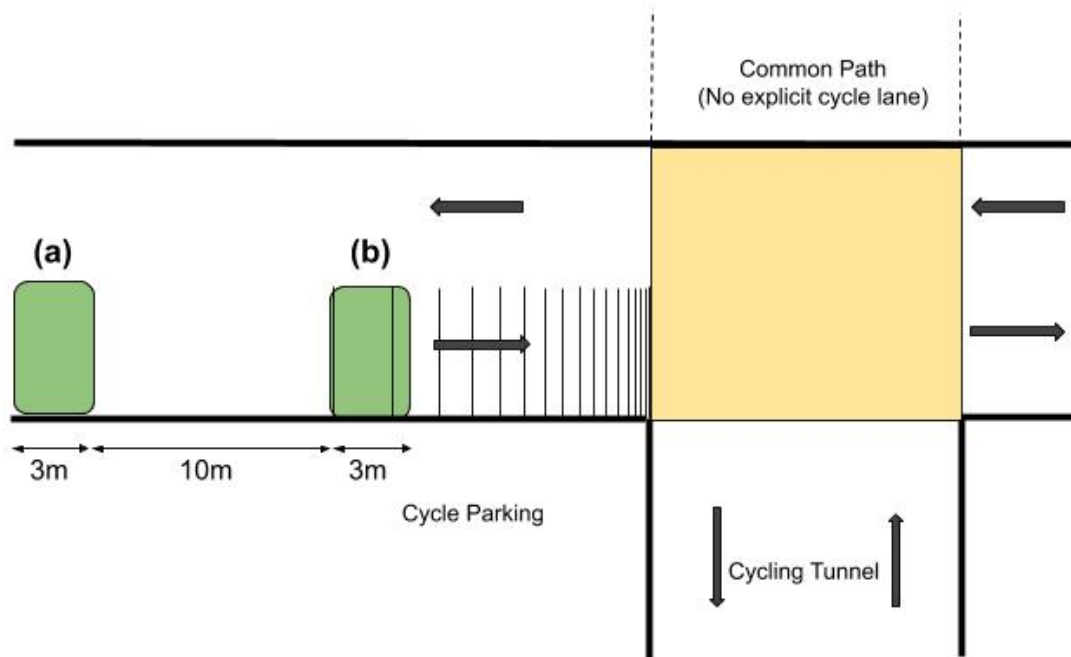 Common Path
(No explicit cycle lane)
(a)
(b)
3m
10m
3m
Cycle Parking
Cycling Tunnel